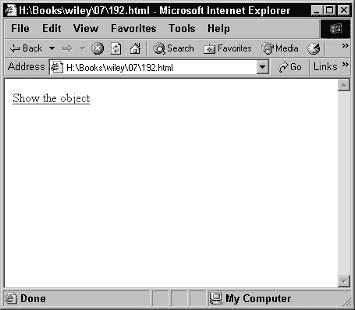 H:\Books\wiley\07\192.html - Microsoft Internet Explorer
File Edit View Favorites Tools Help
Back Search Favorites Media »
Address H:\Books\wiley\07\192.html Go Links »
Show the object
Done My Computer